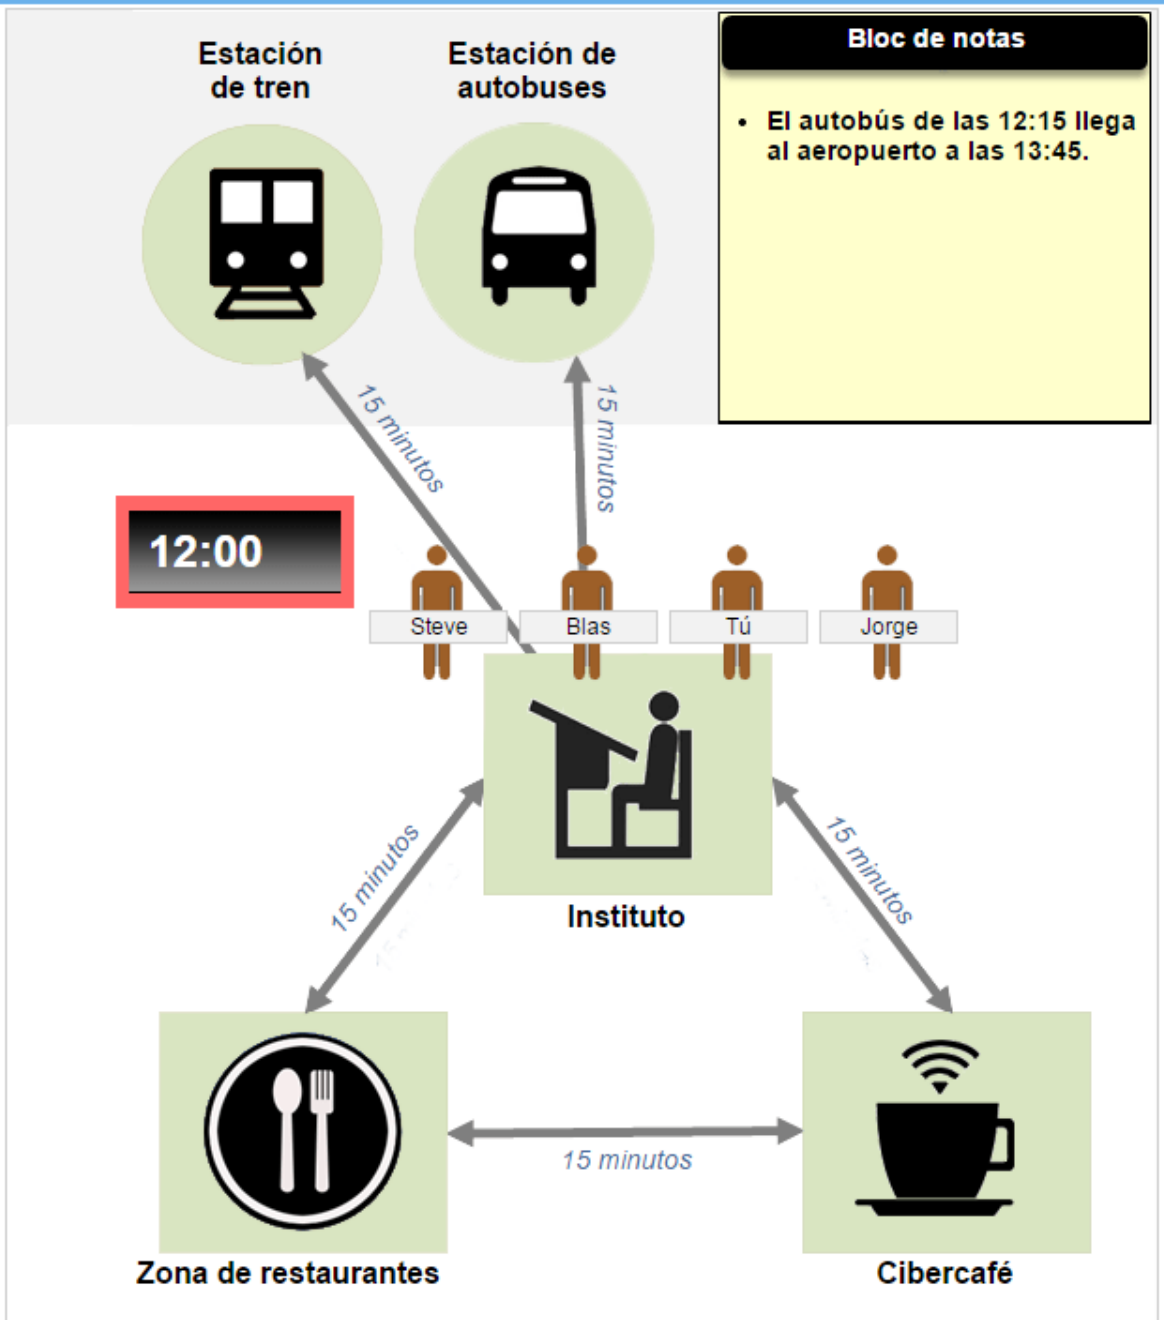 Estación
de tren
Estación de
autobuses
Bloc de notas
• El autobús de las 12:15 llega
al aeropuerto a las 13:45.
15 minutos
15 minutos
12:00
Steve
Blas
Tú
Jorge
15 minutos
15 minutos
Instituto
15 minutos
Zona de restaurantes
Cibercafé